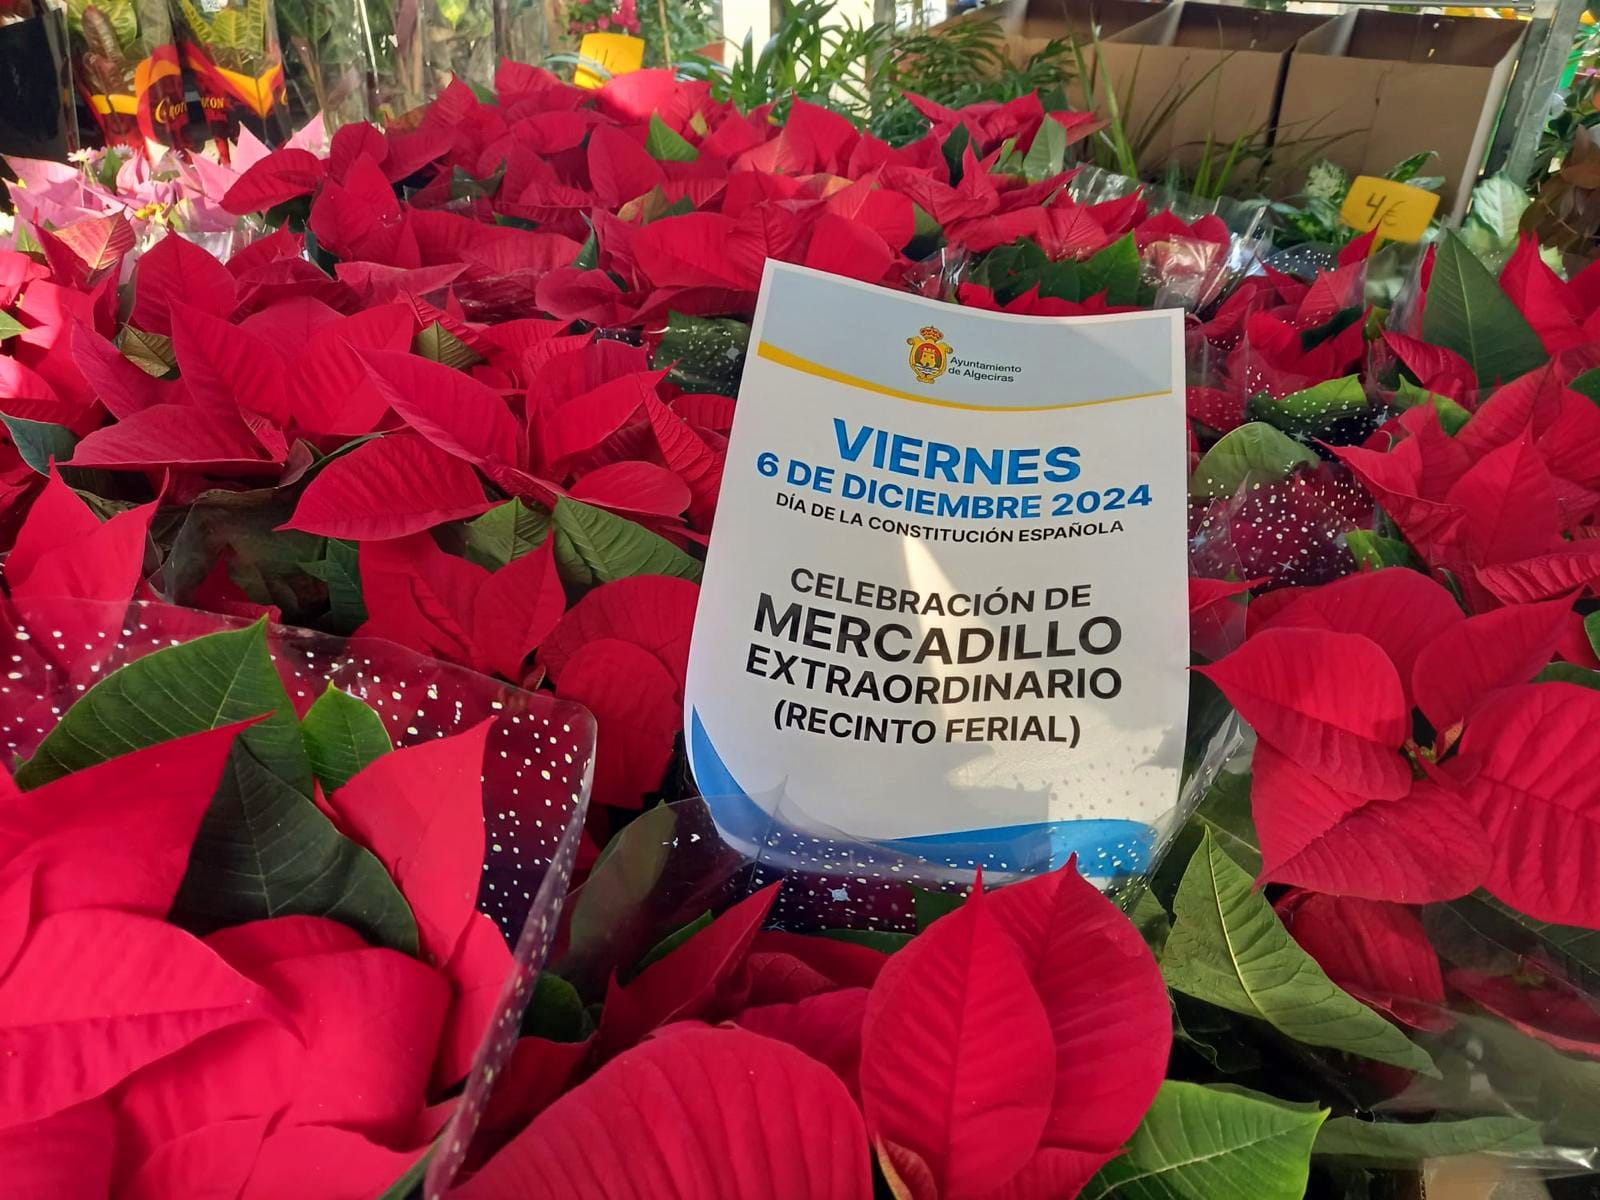 4€
Ayuntamiento
de Algeciras
VIERNES
6 DE DICIEMBRE 2024
DÍA DE LA CONSTITUCIÓN ESPAÑOLA
CELEBRACIÓN DE
MERCADILLO
EXTRAORDINARIO
(RECINTO FERIAL)